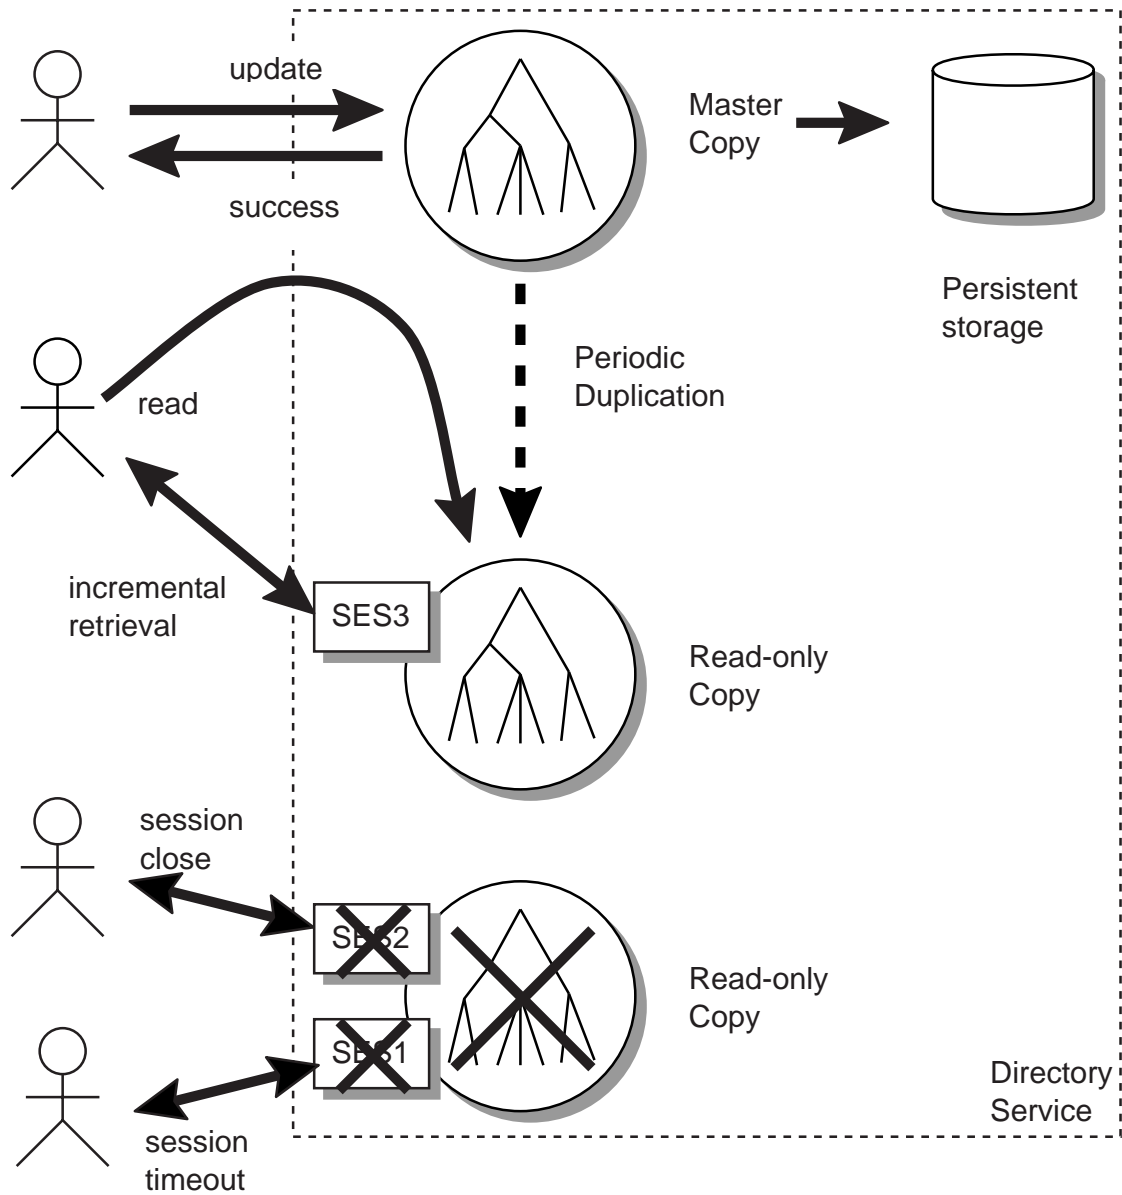 update
success
Master
Copy
Persistent
storage
Periodic
Duplication
read
incremental
retrieval
SES3
Read-only
Copy
session
close
SES2
SES1
Read-only
Copy
session
timeout
Directory
Service